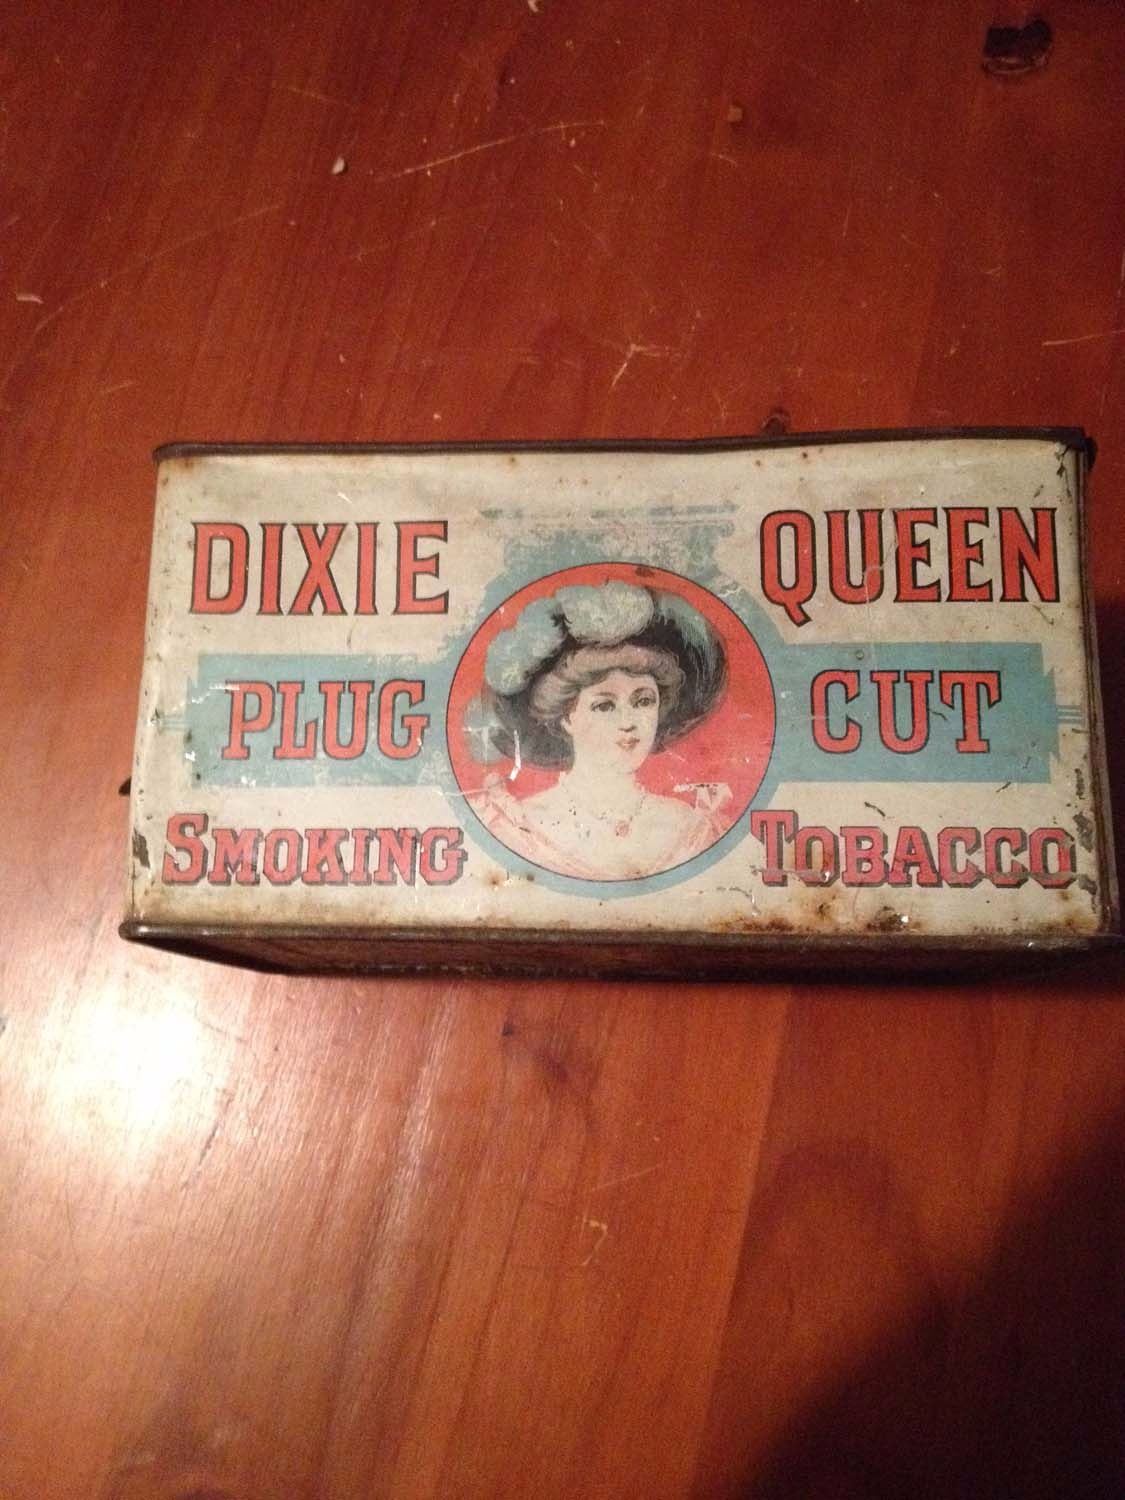 DIXIE QUEEN
PLUG CUT
SMOKING TOBACCO